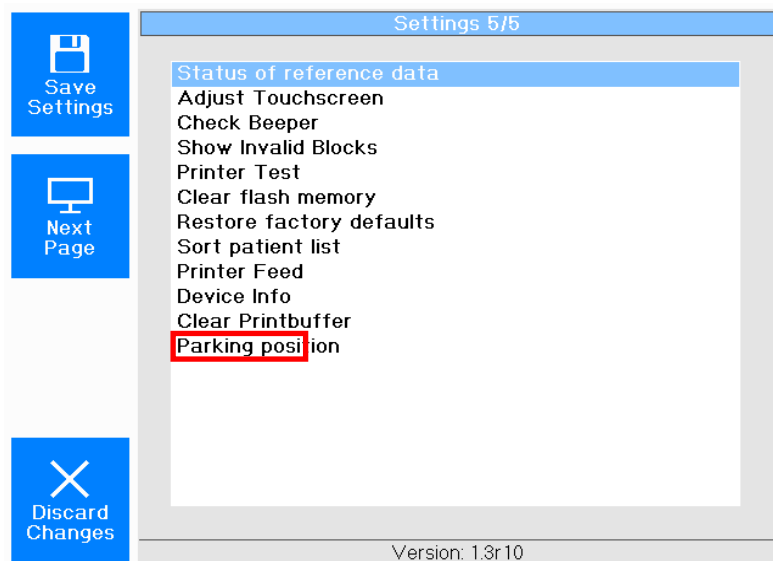 Settings 5/5
Save
Settings
Next
Page
Discard
Changes
Status of reference data
Adjust Touchscreen
Check Beeper
Show Invalid Blocks
Printer Test
Clear flash memory
Restore factory defaults
Sort patient list
Printer Feed
Device Info
Clear Printbuffer
Parking position
Version: 1.3r10